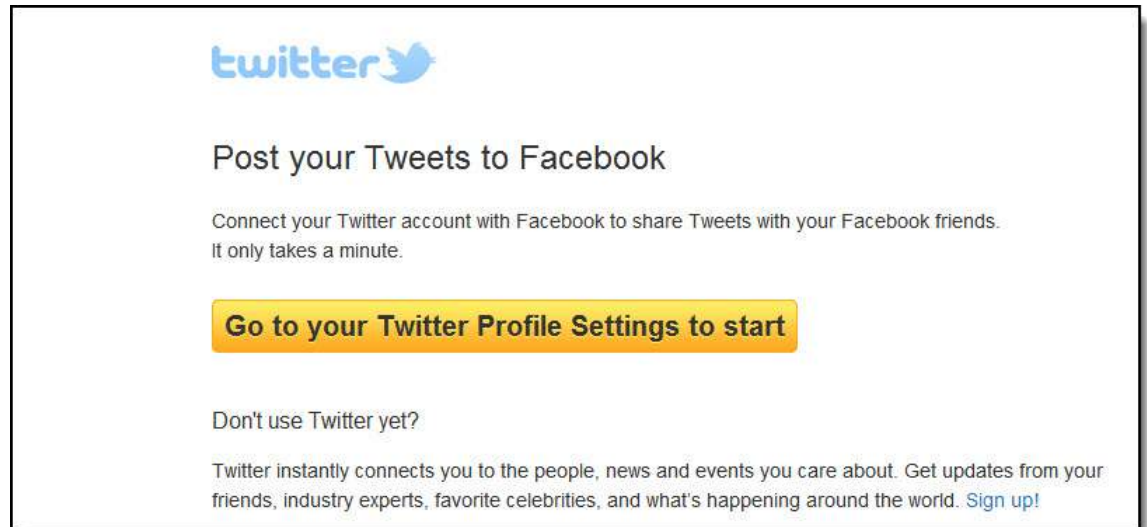 twitter
Post your Tweets to Facebook
Connect your Twitter account with Facebook to share Tweets with your Facebook friends.
It only takes a minute.
Go to your Twitter Profile Settings to start
Don't use Twitter yet?
Twitter instantly connects you to the people, news and events you care about. Get updates from your
friends, industry experts, favorite celebrities, and what's happening around the world. Sign up!